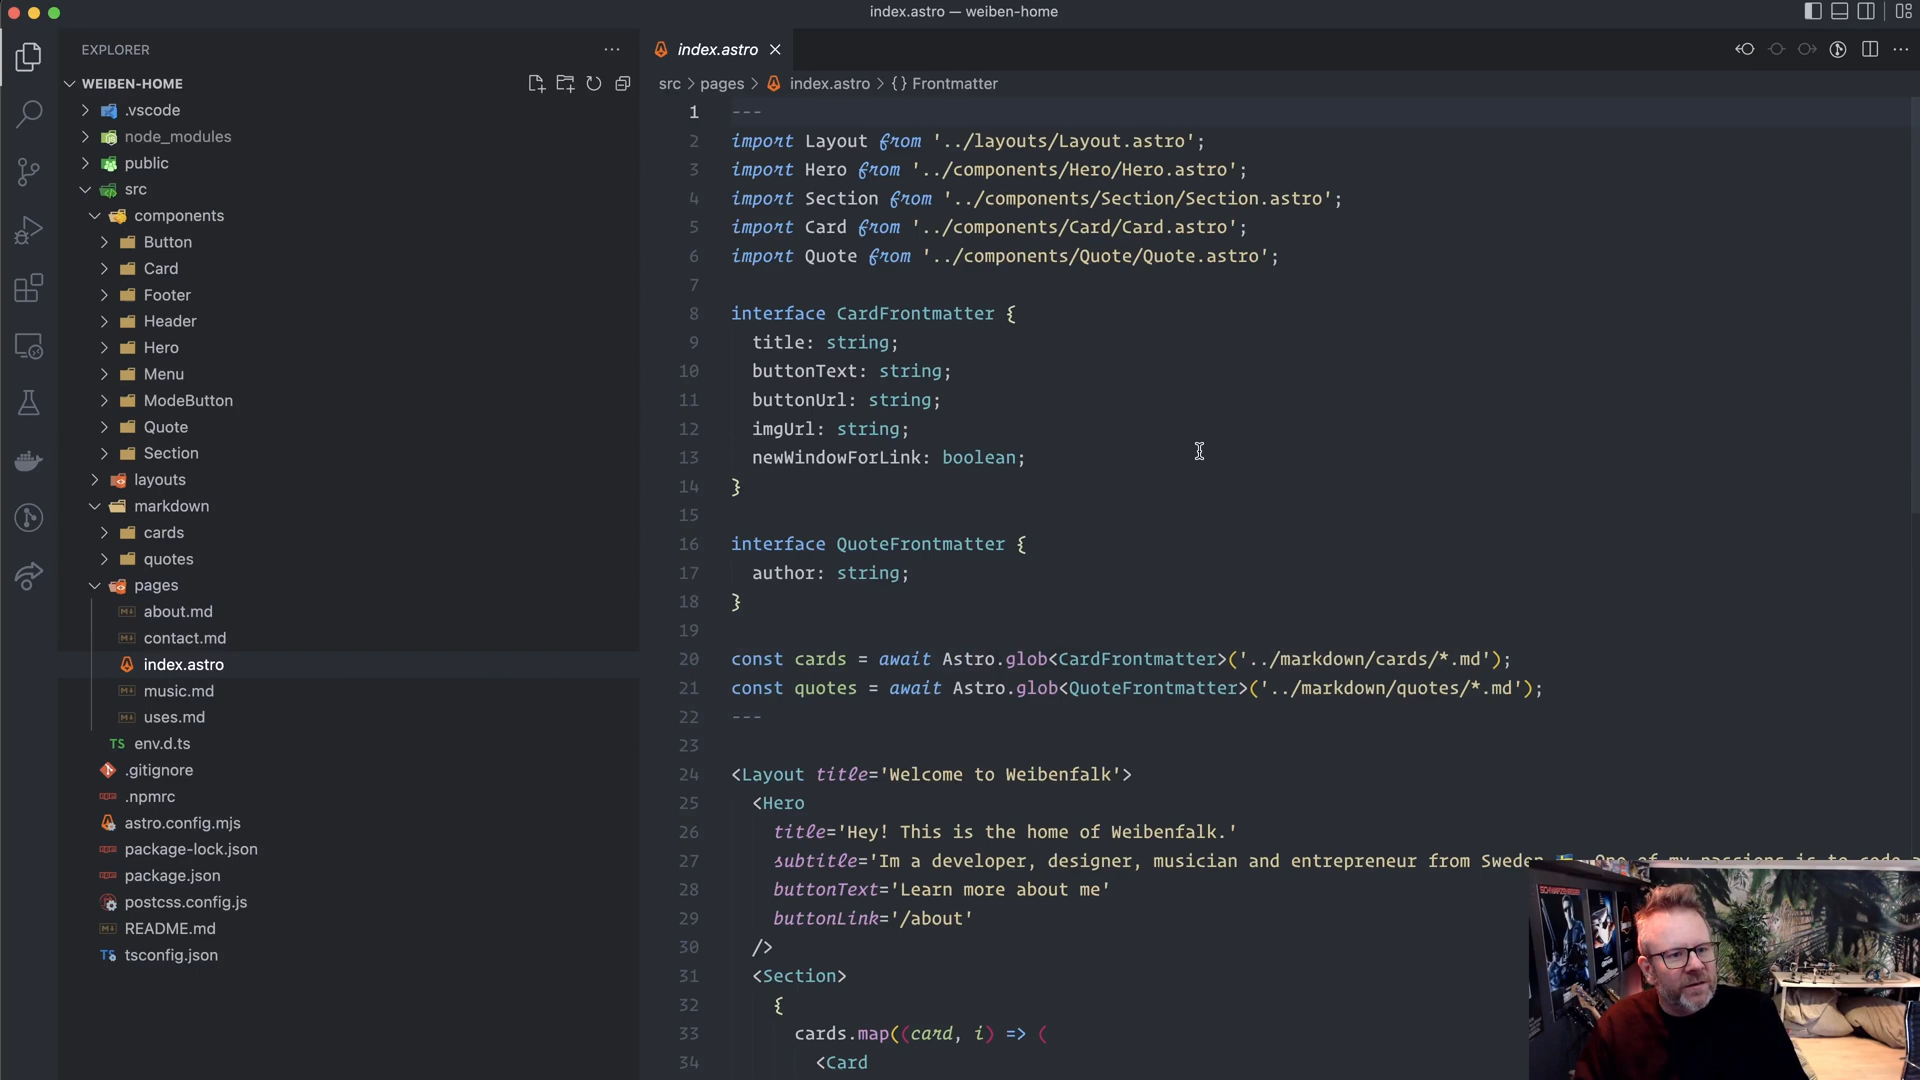 index.astro — weiben-home
EXPLORER
WEIBEN-HOME
.vscode
node_modules
public
src
components
Button
Card
Footer
Header
Hero
Menu
ModeButton
Quote
Section
layouts
markdown
cards
quotes
pages
about.md
contact.md
index.astro
music.md
uses.md
TS env.d.ts
.gitignore
.npmrc
astro.config.mjs
package-lock.json
package.json
postcss.config.js
README.md
TS tsconfig.json
index.astro
src > pages > index.astro > {} Frontmatter
1 ---
2 import Layout from '../layouts/Layout.astro';
3 import Hero from '../components/Hero/Hero.astro';
4 import Section from '../components/Section/Section.astro';
5 import Card from '../components/Card/Card.astro';
6 import Quote from '../components/Quote/Quote.astro';
7
8 interface CardFrontmatter {
9 title: string;
10 buttonText: string;
11 buttonUrl: string;
12 imgUrl: string;
13 newWindowForLink: boolean;
14 }
15
16 interface QuoteFrontmatter {
17 author: string;
18 }
19
20 const cards = await Astro.glob<CardFrontmatter>('../markdown/cards/*.md');
21 const quotes = await Astro.glob<QuoteFrontmatter>('../markdown/quotes/*.md');
22 ---
23
24 <Layout title='Welcome to Weibenfalk'>
25 <Hero
26 title='Hey! This is the home of Weibenfalk.'
27 subtitle='Im a developer, designer, musician and entrepreneur from Sweden 🇸🇪. One of my passions is to code
28 buttonText='Learn more about me'
29 buttonLink='/about'
30 />
31 <Section>
32 {
33 cards.map((card, i) => (
34 <Card